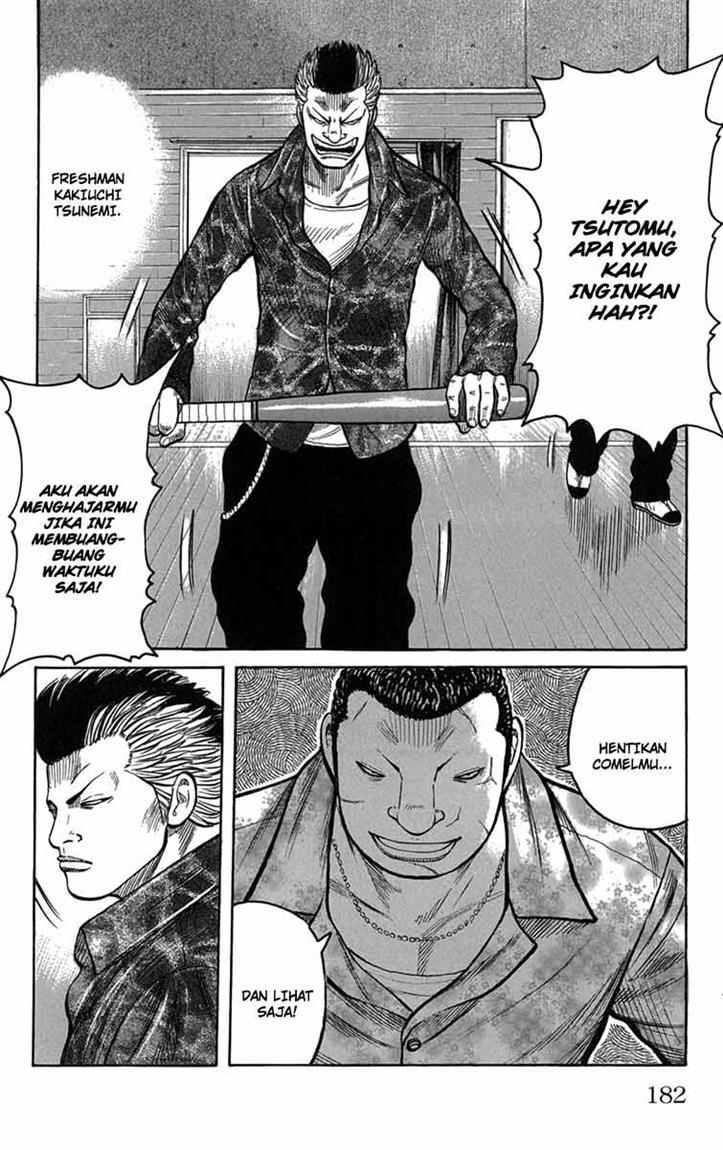 HEY
TSUTOMU,
APA YANG
KAU
INGINKAN
HAH?!
FRESHMAN
KAKIUCHI
TSUNEMI.
AKU AKAN
MENGHAJARMU
JIKA INI
MEMBUANG-
BUANG
WAKTUKU
SAJA!
HENTIKAN
COMELMU...
DAN LIHAT
SAJA!
182